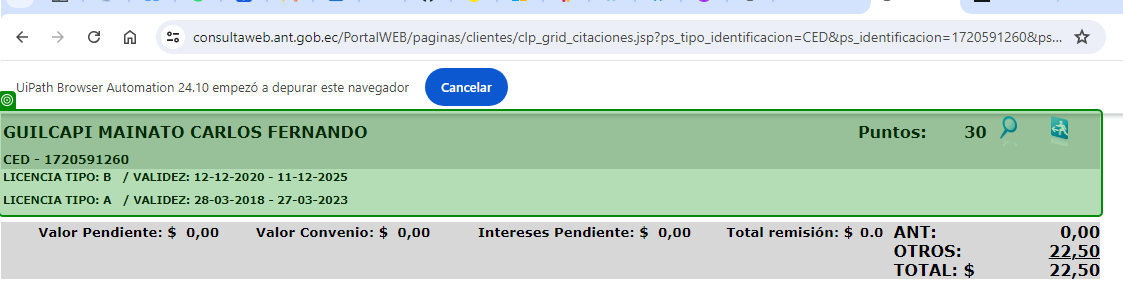 consultaweb.ant.gob.ec/PortalWEB/paginas/clientes/clp_grid_citaciones.jsp?ps_tipo_identificacion=CED&ps_identificacion=1720591260&ps...
UiPath Browser Automation 24.10 empezó a depurar este navegador
Cancelar
GUILCAPI MAINATO CARLOS FERNANDO
Puntos: 30
CED - 1720591260
LICENCIA TIPO: B / VALIDEZ: 12-12-2020 - 11-12-2025
LICENCIA TIPO: A / VALIDEZ: 28-03-2018 - 27-03-2023
Valor Pendiente: $ 0,00 Valor Convenio: $ 0,00 Intereses Pendiente: $ 0,00 Total remisión: $ 0.0 ANT: 0,00
OTROS: 22,50
TOTAL: $ 22,50